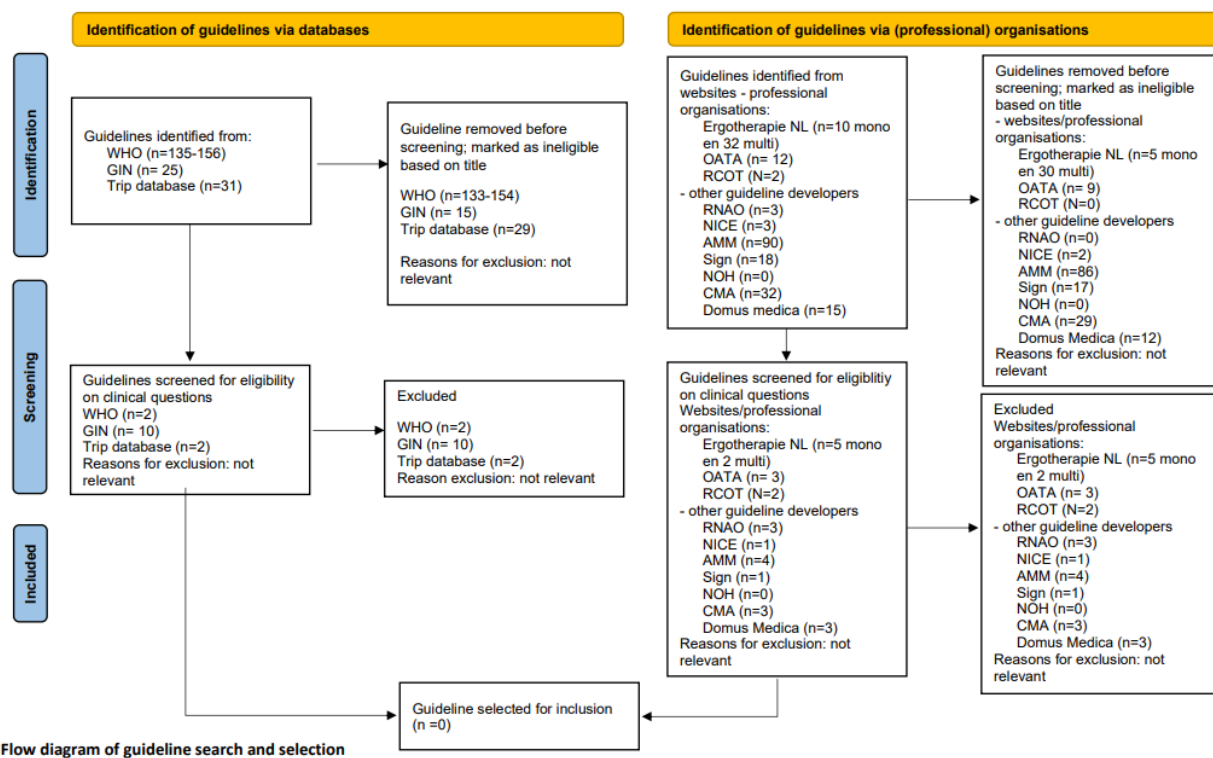 Identification of guidelines via databases
Identification of guidelines via (professional) organisations
Identification
Guidelines identified from:
WHO (n=135-156)
GIN (n= 25)
Trip database (n=31)
Guideline removed before
screening; marked as ineligible
based on title
WHO (n=133-154)
GIN (n= 15)
Trip database (n=29)
Reasons for exclusion: not
relevant
Guidelines identified from
websites - professional
organisations:
Ergotherapie NL (n=10 mono
en 32 multi)
OATA (n= 12)
RCOT (N=2)
- other guideline developers
RNAO (n=3)
NICE (n=3)
AMM (n=90)
Sign (n=18)
NOH (n=0)
CMA (n=32)
Domus medica (n=15)
Guidelines removed before
screening; marked as ineligible
based on title
- websites/professional
organisations:
Ergotherapie NL (n=5 mono
en 30 multi)
OATA (n= 9)
RCOT (N=0)
- other guideline developers
RNAO (n=0)
NICE (n=2)
AMM (n=86)
Sign (n=17)
NOH (n=0)
CMA (n=29)
Domus Medica (n=12)
Reasons for exclusion: not
relevant
Screening
Guidelines screened for eligibility
on clinical questions
WHO (n=2)
GIN (n= 10)
Trip database (n=2)
Reasons for exclusion: not
relevant
Excluded
WHO (n=2)
GIN (n= 10)
Trip database (n=2)
Reason exclusion: not relevant
Guidelines screened for eligiblitiy
on clinical questions
Websites/professional
organisations:
Ergotherapie NL (n=5 mono
en 2 multi)
OATA (n= 3)
RCOT (N=2)
- other guideline developers
RNAO (n=3)
NICE (n=1)
AMM (n=4)
Sign (n=1)
NOH (n=0)
CMA (n=3)
Domus Medica (n=3)
Reasons for exclusion: not
relevant
Excluded
Websites/professional
organisations:
Ergotherapie NL (n=5 mono
en 2 multi)
OATA (n= 3)
RCOT (N=2)
- other guideline developers
RNAO (n=3)
NICE (n=1)
AMM (n=4)
Sign (n=1)
NOH (n=0)
CMA (n=3)
Domus Medica (n=3)
Reasons for exclusion: not
relevant
Included
Guideline selected for inclusion
(n =0)
Flow diagram of guideline search and selection